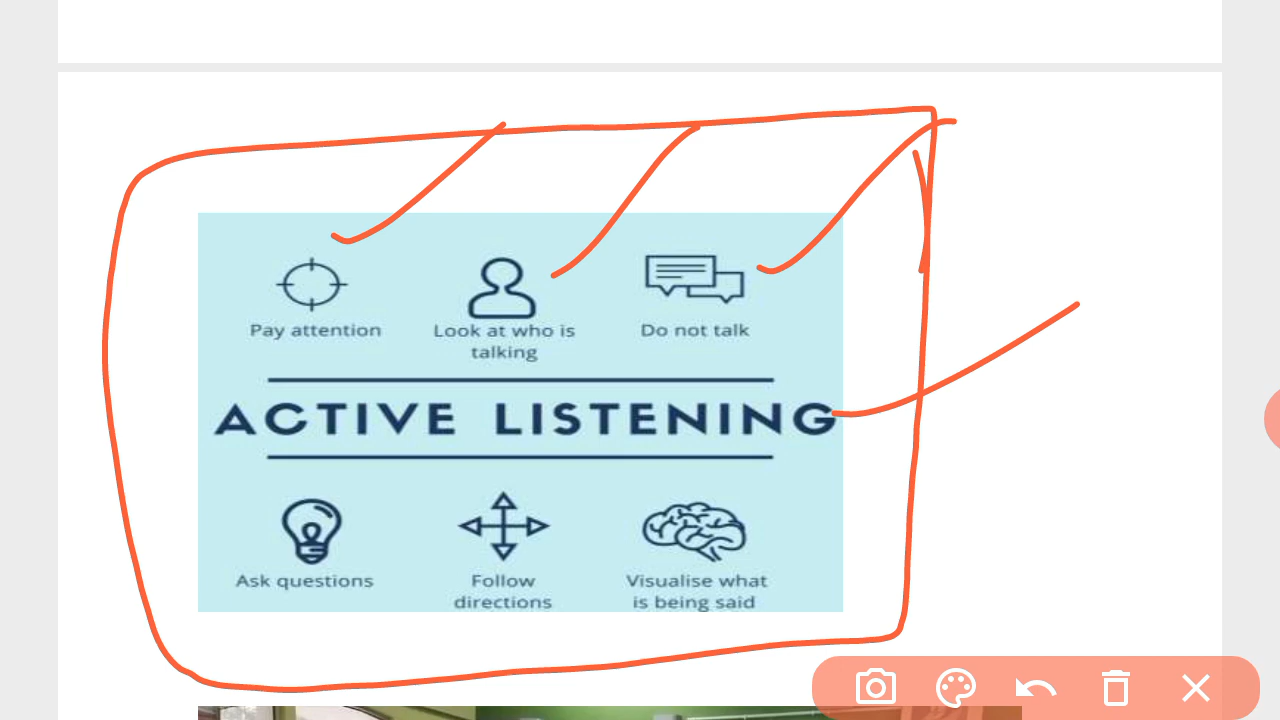 Pay attention
Look at who is
talking
Do not talk
ACTIVE LISTENING
Ask questions
Follow
directions
Visualise what
is being said